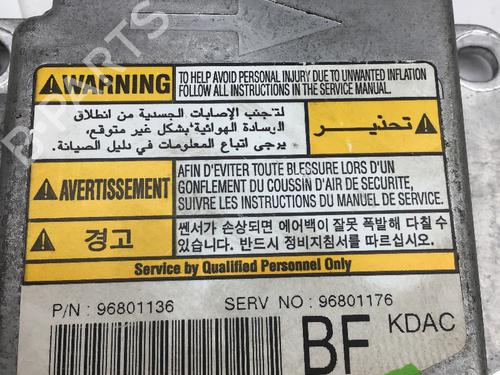 WARNING
TO HELP AVOID PERSONAL INJURY DUE TO UNWANTED INFLATION
FOLLOW ALL INSTRUCTIONS IN THE SERVICE MANUAL.
تحذير
لتجنب الإصابات الجسدية من انطلاق
الوسادة الهوائية بشكل غير متوقع،
يرجى اتباع المعلومات في دليل الصيانة.
AVERTISSEMENT
AFIN D'EVITER TOUTE BLESSURE LORS D'UN
GONFLEMENT DU COUSSIN D'AIR DE SECURITE,
SUIVRE LES INSTRUCTIONS DU MANUEL DE SERVICE.
경고
쎈서가 손상되면 에어백이 잘못 폭발해 다칠 수
있습니다. 반드시 정비지침서를 따르십시오.
Service by Qualified Personnel Only
P/N : 96801136 SERV NO : 96801176
BF KDAC
B-PARTS